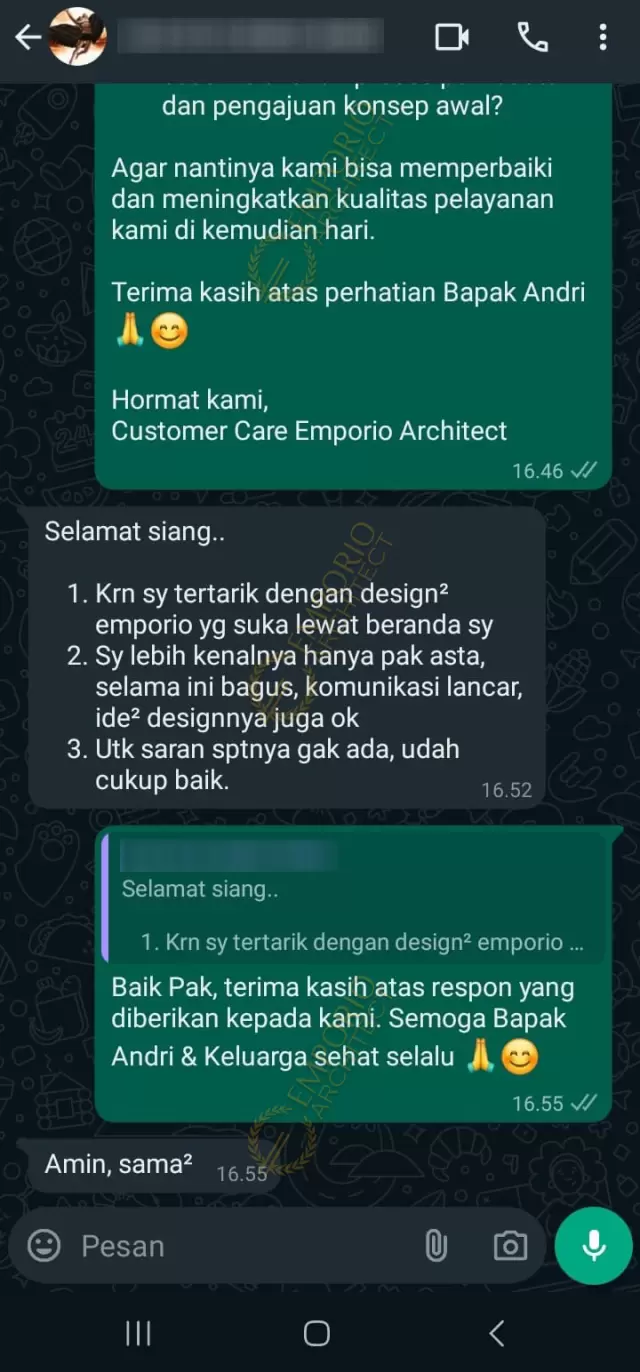 dan pengajuan konsep awal?
Agar nantinya kami bisa memperbaiki
dan meningkatkan kualitas pelayanan
kami di kemudian hari.
Terima kasih atas perhatian Bapak Andri
🙏😊
Hormat kami,
Customer Care Emporio Architect
16.46
Selamat siang..
1. Krn sy tertarik dengan design²
emporio yg suka lewat beranda sy
2. Sy lebih kenalnya hanya pak asta,
selama ini bagus, komunikasi lancar,
ide² designnya juga ok
3. Utk saran sptnya gak ada, udah
cukup baik.
16.52
Selamat siang..
1. Krn sy tertarik dengan design² emporio ...
Baik Pak, terima kasih atas respon yang
diberikan kepada kami. Semoga Bapak
Andri & Keluarga sehat selalu 🙏😊
16.55
Amin, sama²
16.55
Pesan
EMPORIO
ARCHITECT
EMPORIO
ARCHITECT
EMPORIO
ARCHITECT